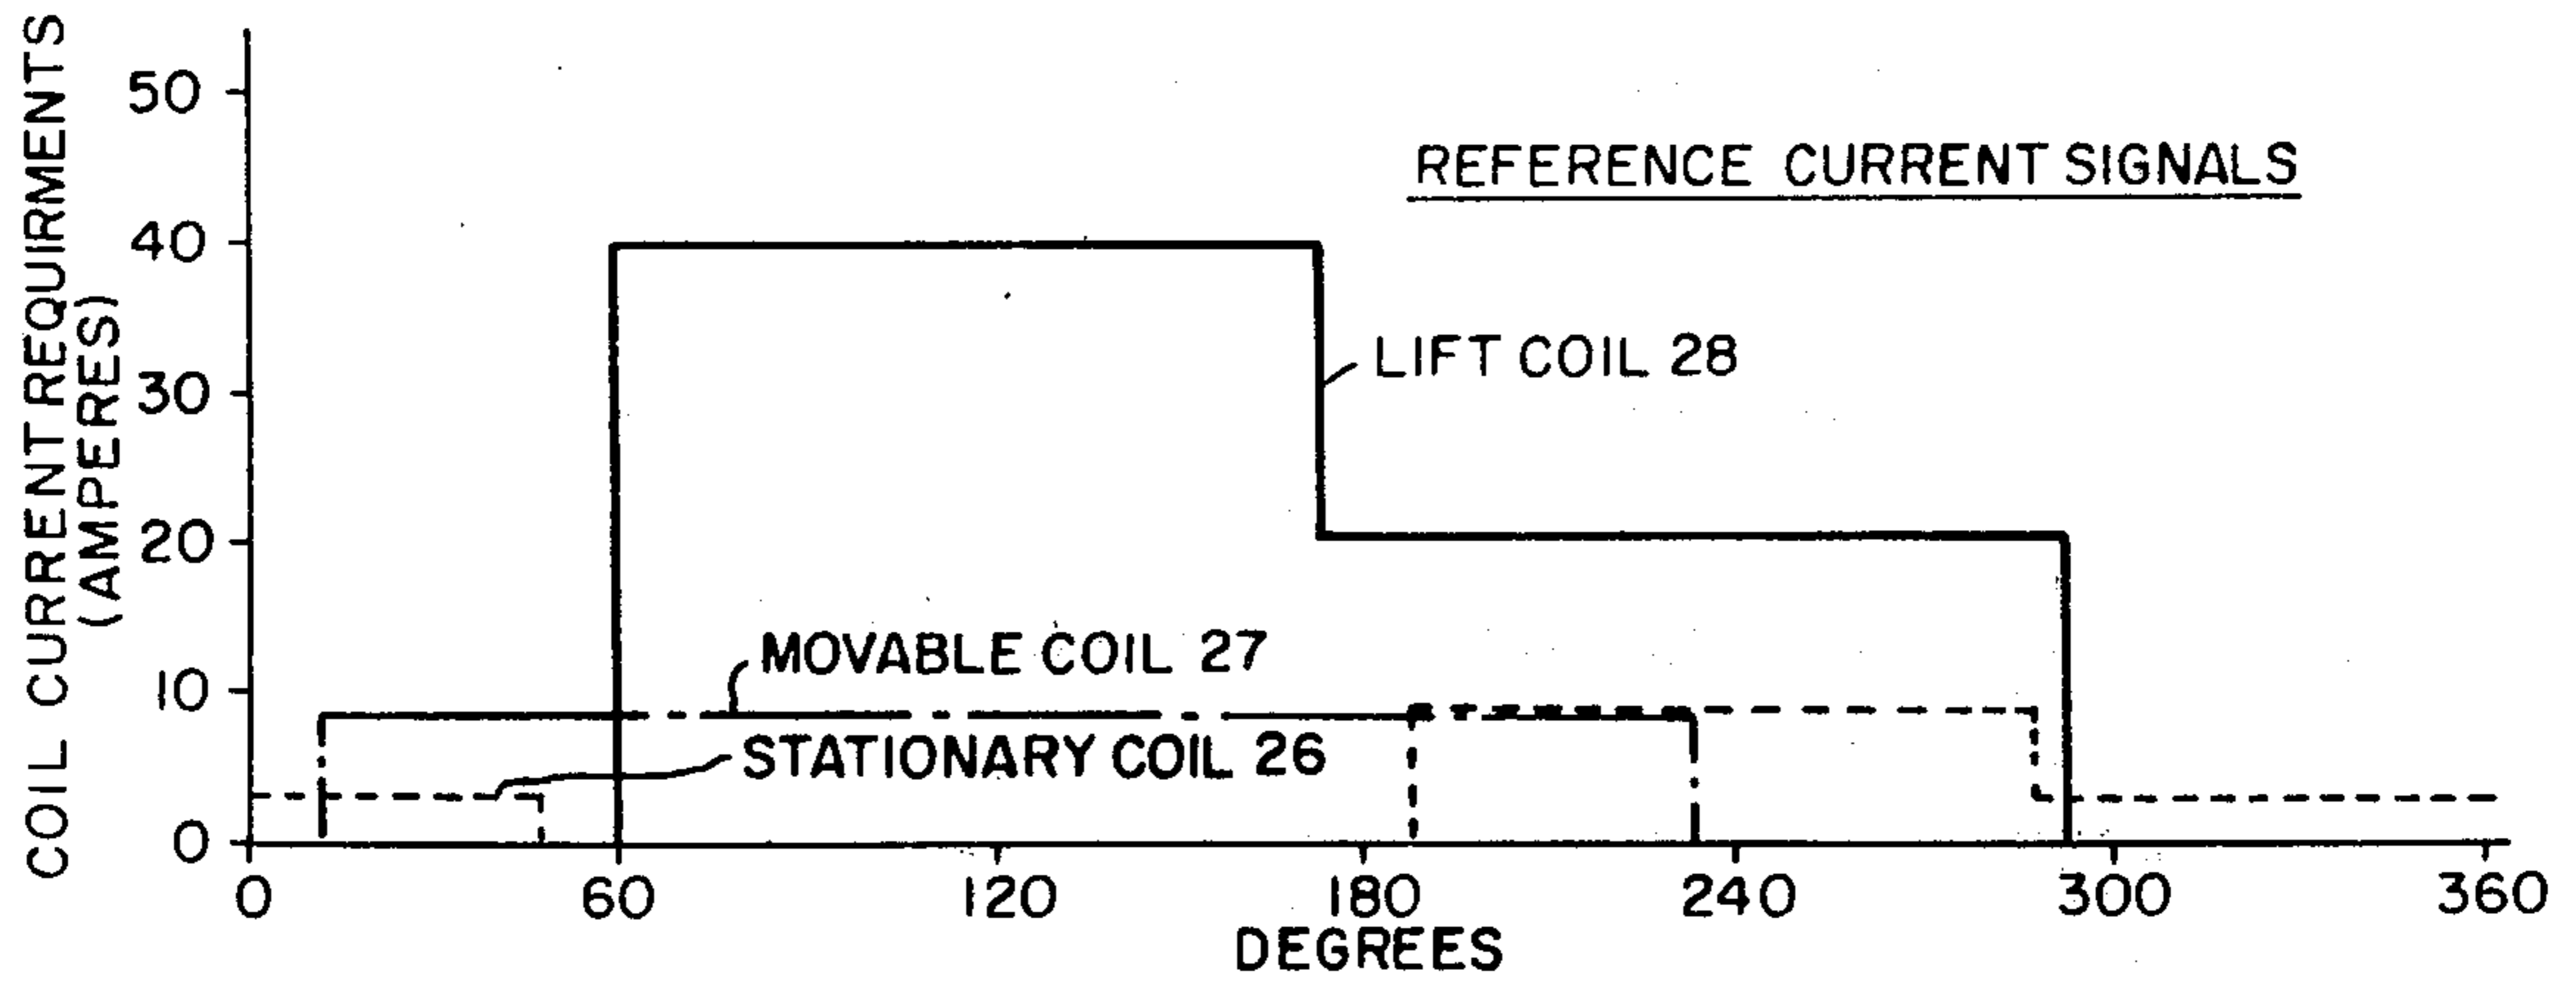 COIL CURRENT REQUIRMENTS
(AMPERES)
50
40
30
20
10
0
REFERENCE CURRENT SIGNALS
LIFT COIL 28
MOVABLE COIL 27
STATIONARY COIL 26
0 60 120 180 240 300 360
DEGREES